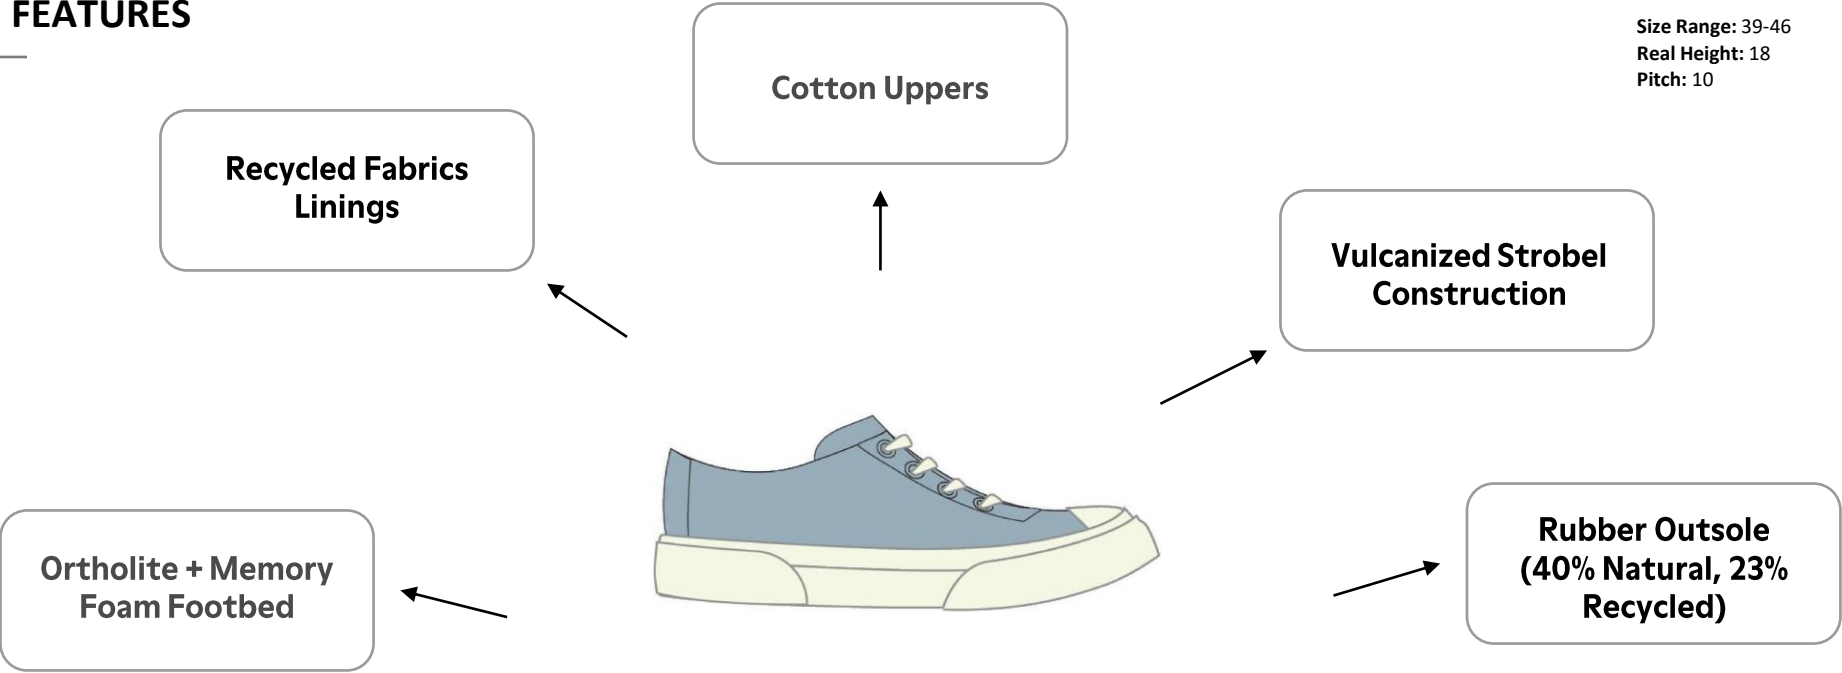 FEATURES
Size Range: 39-46
Real Height: 18
Pitch: 10
Cotton Uppers
Recycled Fabrics
Linings
Vulcanized Strobel
Construction
Ortholite + Memory
Foam Footbed
Rubber Outsole
(40% Natural, 23%
Recycled)